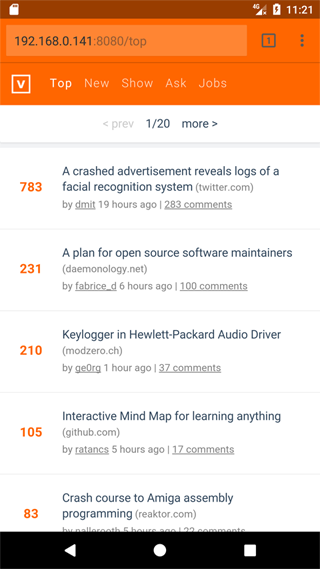 4G 11:21
192.168.0.141:8080/top 1
V Top New Show Ask Jobs
< prev 1/20 more >
783 A crashed advertisement reveals logs of a
facial recognition system (twitter.com)
by dmit 19 hours ago | 283 comments
231 A plan for open source software maintainers
(daemonology.net)
by fabrice_d 6 hours ago | 100 comments
210 Keylogger in Hewlett-Packard Audio Driver
(modzero.ch)
by ge0rg 1 hour ago | 37 comments
105 Interactive Mind Map for learning anything
(github.com)
by ratancs 5 hours ago | 17 comments
83 Crash course to Amiga assembly
programming (reaktor.com)
by nallerooth 5 hours ago | 22 comments